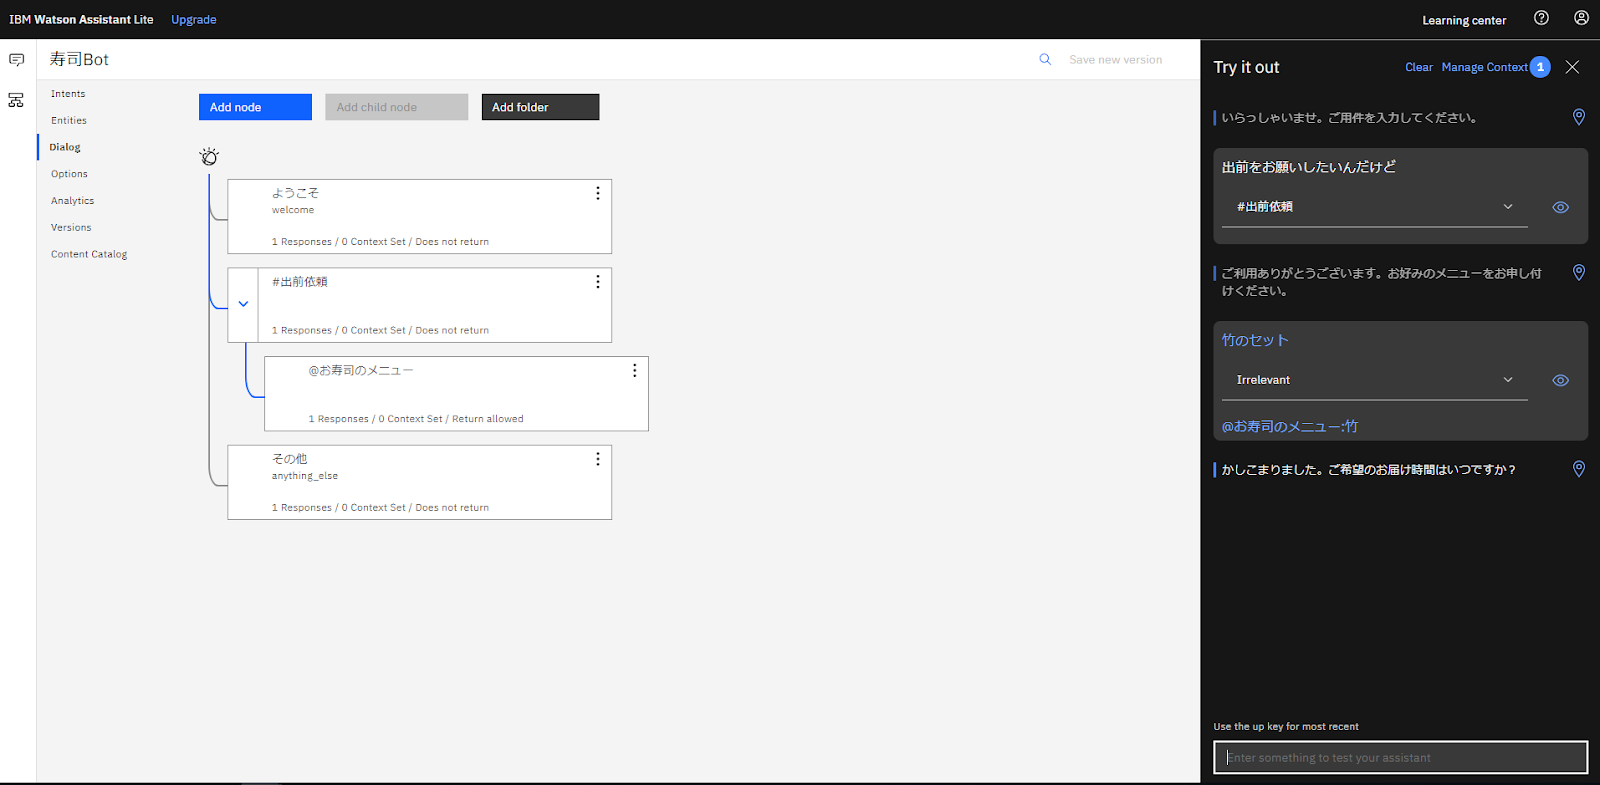 IBM Watson Assistant Lite Upgrade
Learning center
寿司Bot
Save new version
Intents
Entities
Dialog
Options
Analytics
Versions
Content Catalog
Add node
Add child node
Add folder
ようこそ
welcome
1 Responses / 0 Context Set / Does not return
#出前依頼
1 Responses / 0 Context Set / Does not return
@お寿司のメニュー
1 Responses / 0 Context Set / Return allowed
その他
anything_else
1 Responses / 0 Context Set / Does not return
Try it out
Clear Manage Context 1
いらっしゃいませ。ご用件を入力してください。
出前をお願いしたいんだけど
#出前依頼
ご利用ありがとうございます。お好みのメニューをお申し付
けください。
竹のセット
Irrelevant
@お寿司のメニュー:竹
かしこまりました。ご希望のお届け時間はいつですか？
Use the up key for most recent
Enter something to test your assistant